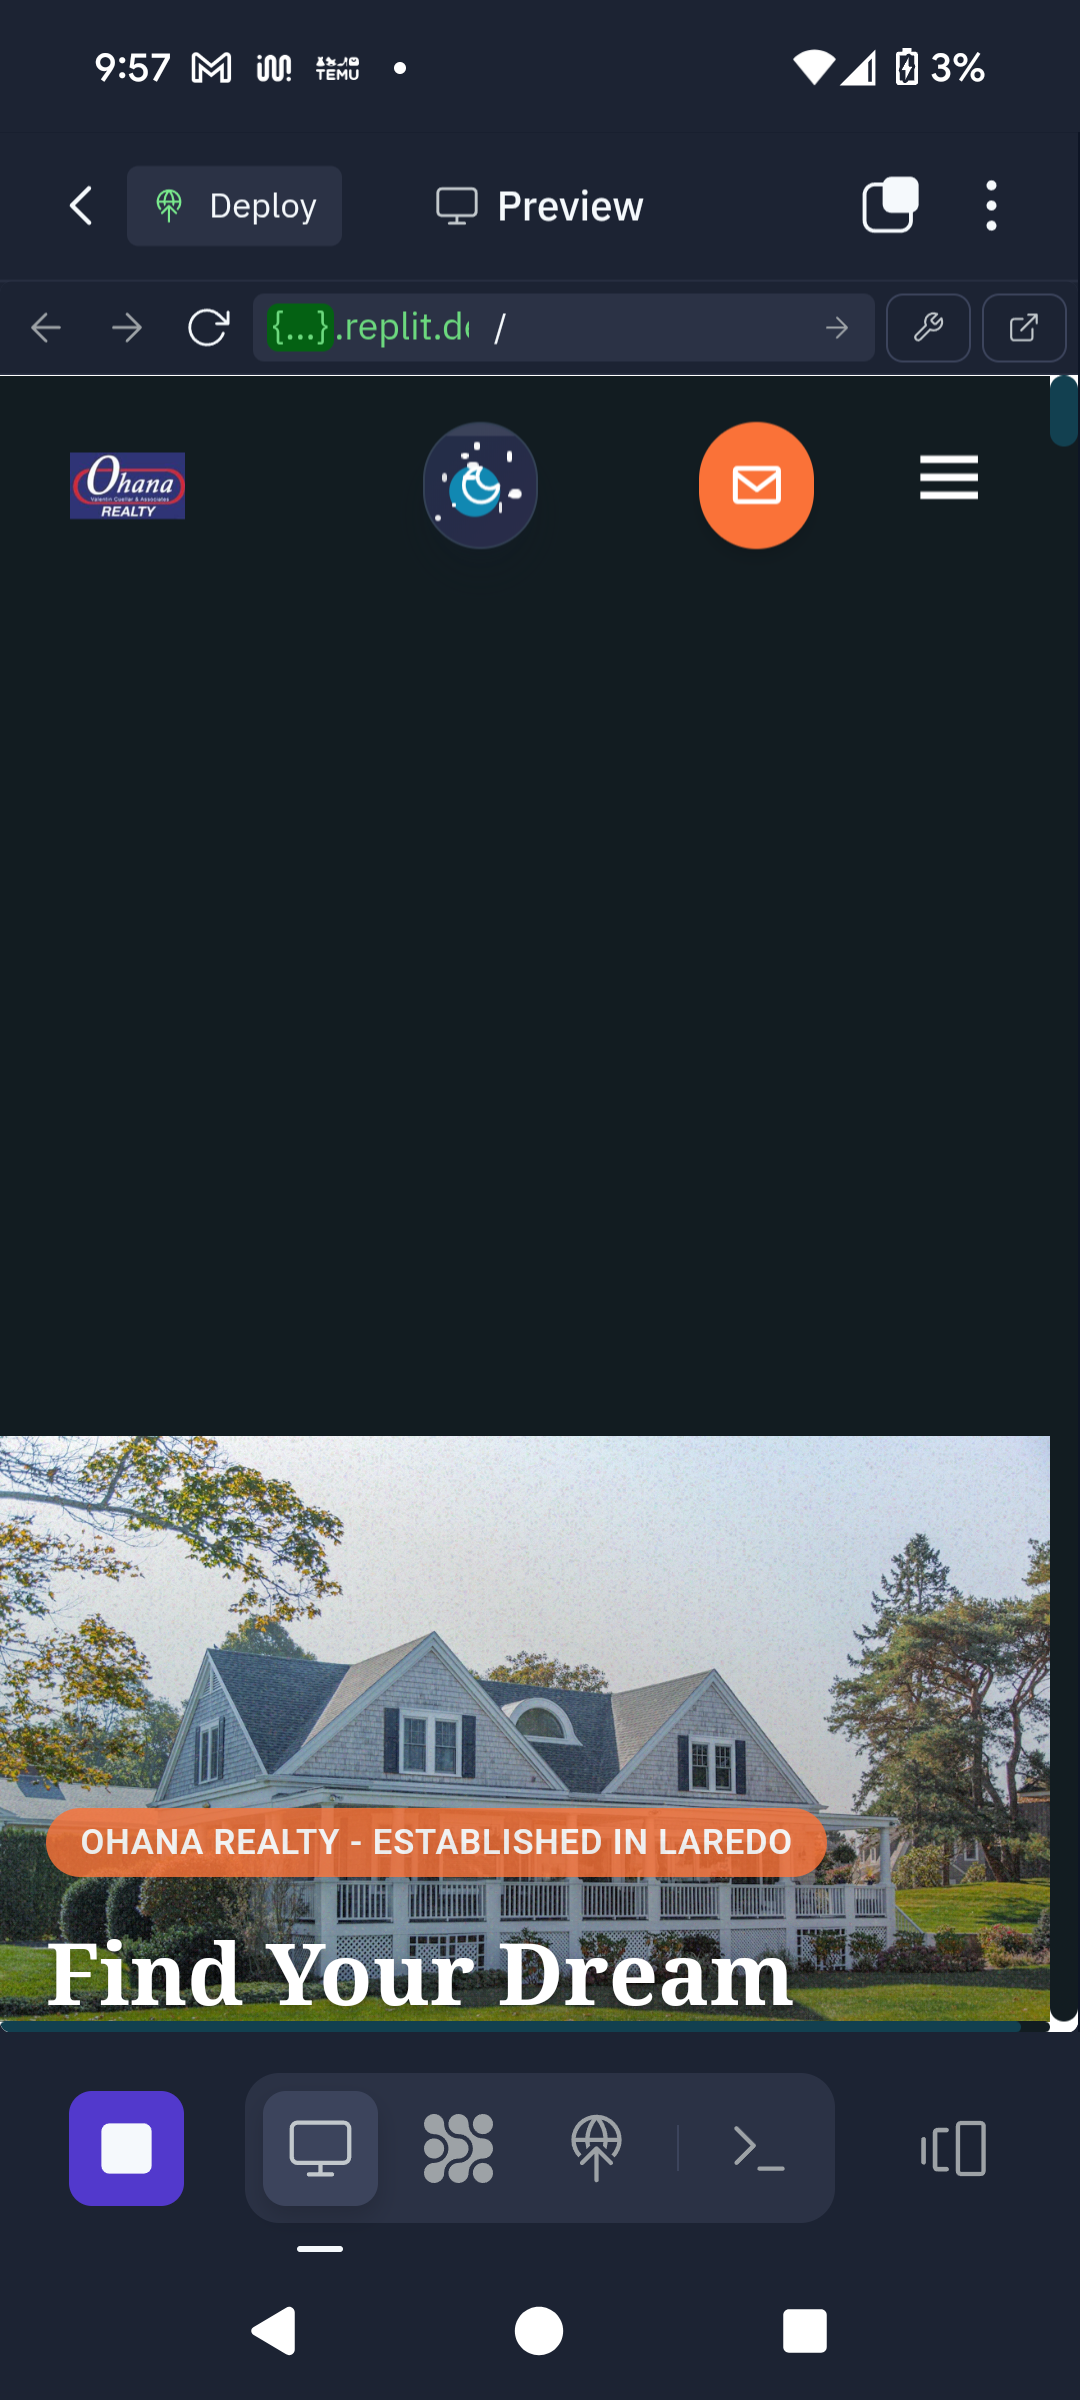 9:57
TEMU
3%
Deploy
Preview
{...}.replit.de /
Ohana
Valentin Cuellar & Associates
REALTY
OHANA REALTY - ESTABLISHED IN LAREDO
Find Your Dream